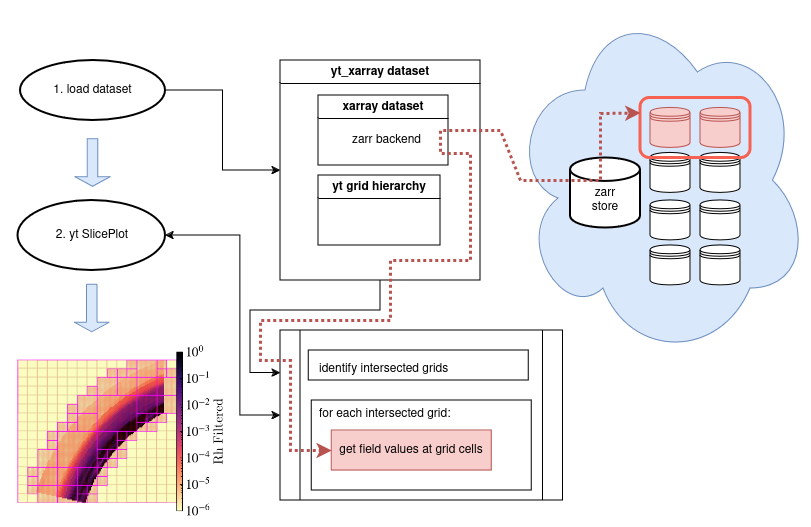 1. load dataset
2. yt SlicePlot
yt_xarray dataset
xarray dataset
zarr backend
yt grid hierarchy
zarr
store
identify intersected grids
for each intersected grid:
get field values at grid cells
10⁰
10⁻¹
10⁻²
10⁻³
10⁻⁴
10⁻⁵
10⁻⁶
Rh Filtered